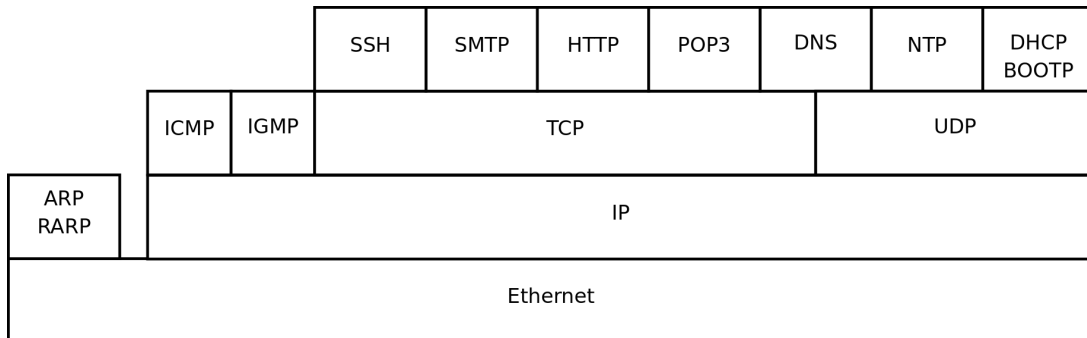 SSH
SMTP
HTTP
POP3
DNS
NTP
DHCP
BOOTP
ICMP
IGMP
TCP
UDP
ARP
RARP
IP
Ethernet